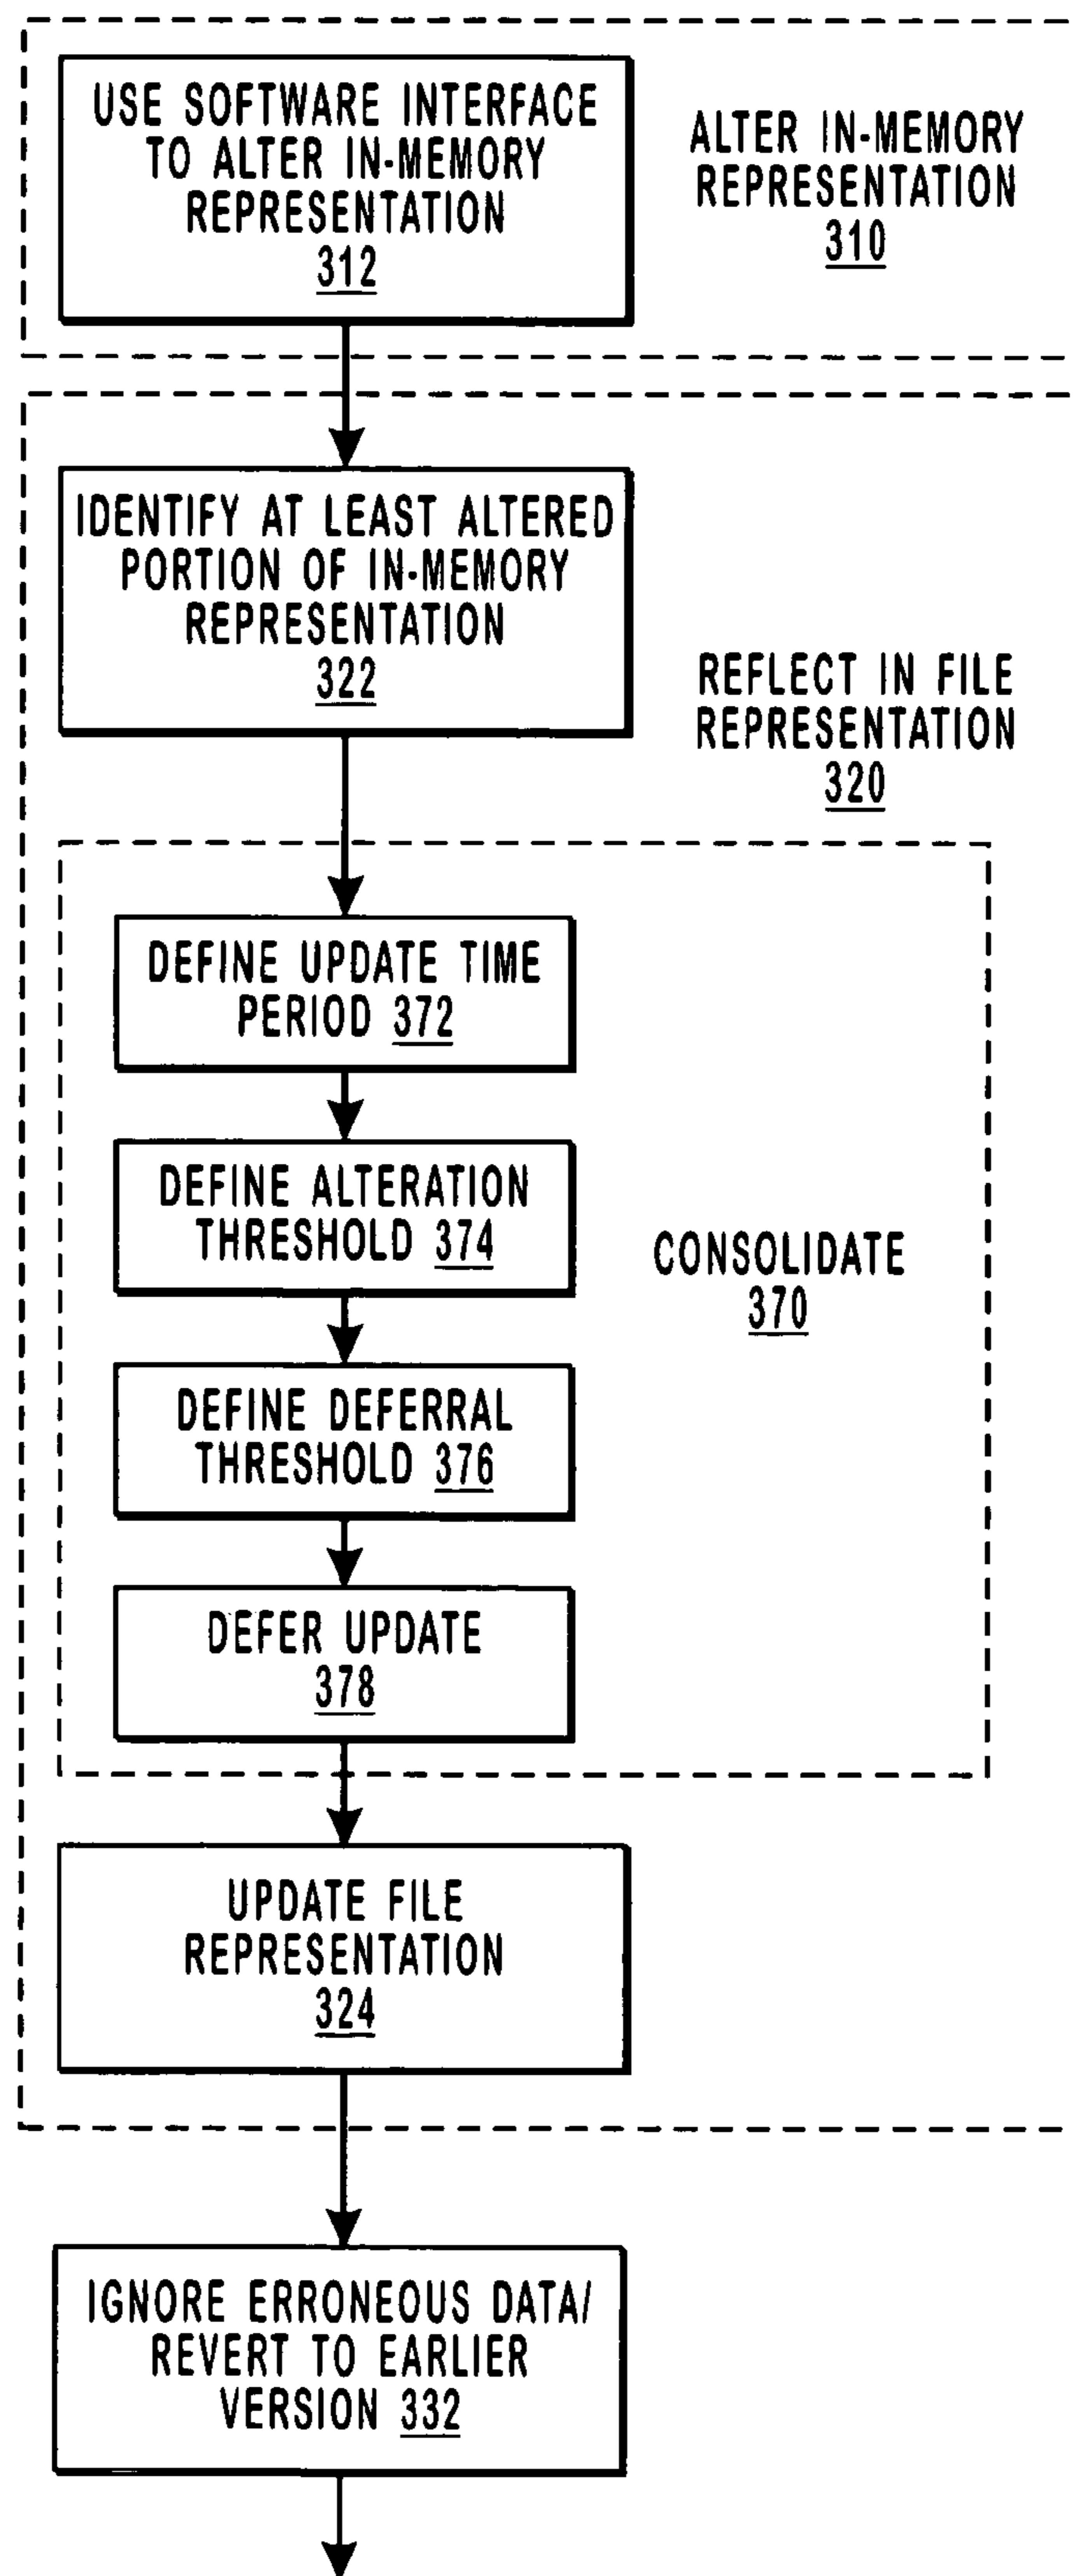 USE SOFTWARE INTERFACE
TO ALTER IN-MEMORY
REPRESENTATION
312
ALTER IN-MEMORY
REPRESENTATION
310
IDENTIFY AT LEAST ALTERED
PORTION OF IN-MEMORY
REPRESENTATION
322
REFLECT IN FILE
REPRESENTATION
320
DEFINE UPDATE TIME
PERIOD 372
DEFINE ALTERATION
THRESHOLD 374
CONSOLIDATE
370
DEFINE DEFERRAL
THRESHOLD 376
DEFER UPDATE
378
UPDATE FILE
REPRESENTATION
324
IGNORE ERRONEOUS DATA/
REVERT TO EARLIER
VERSION 332